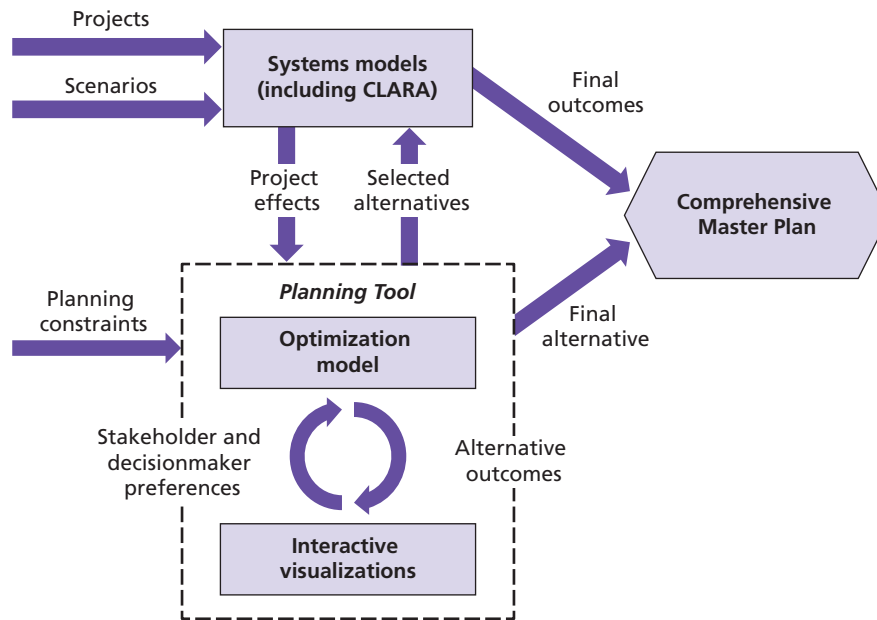 Projects
Scenarios
Systems models
(including CLARA)
Final
outcomes
Project
effects
Selected
alternatives
Comprehensive
Master Plan
Planning
constraints
Planning Tool
Optimization
model
Final
alternative
Stakeholder and
decisionmaker
preferences
Alternative
outcomes
Interactive
visualizations